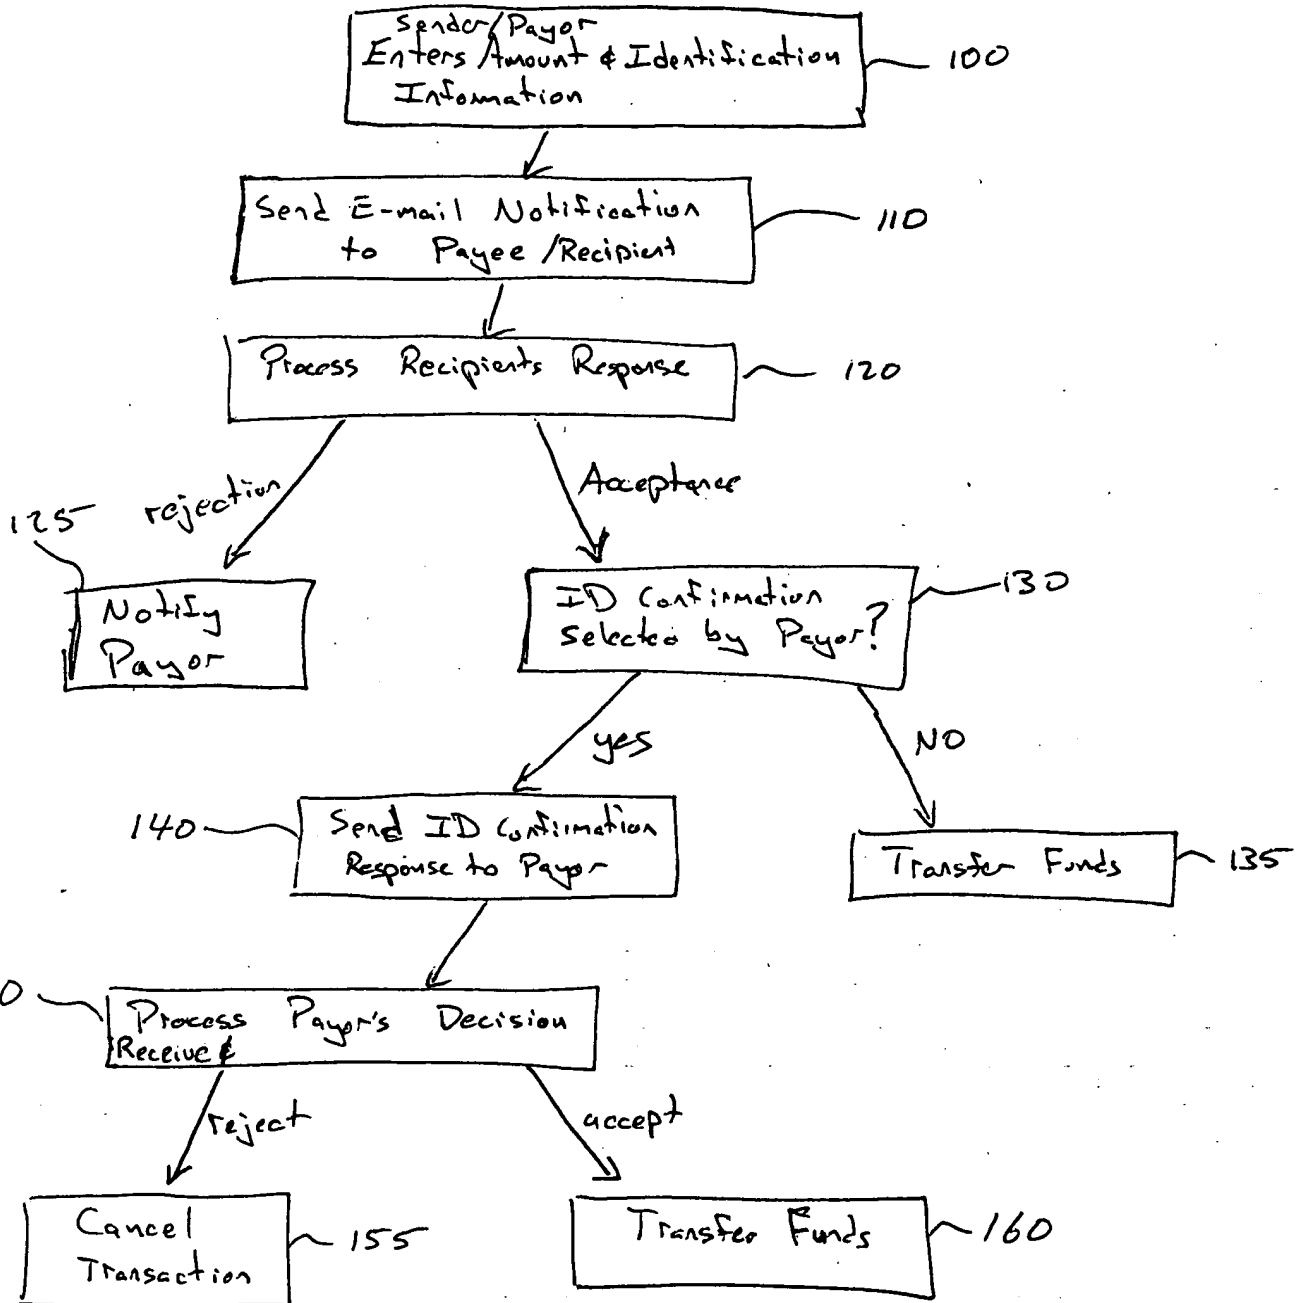 Sender/Payor
Enters Amount & Identification
Information
100
Send E-mail Notification
to Payee/Recipient
110
Process Recipients Response
120
rejection
Acceptance
125
Notify
Payor
ID Confirmation
Selected by Payor?
130
yes
NO
140
Send ID Confirmation
Response to Payor
Transfer Funds
135
0
Process Payor's Decision
Receive &
reject
accept
Cancel
Transaction
155
Transfer Funds
160